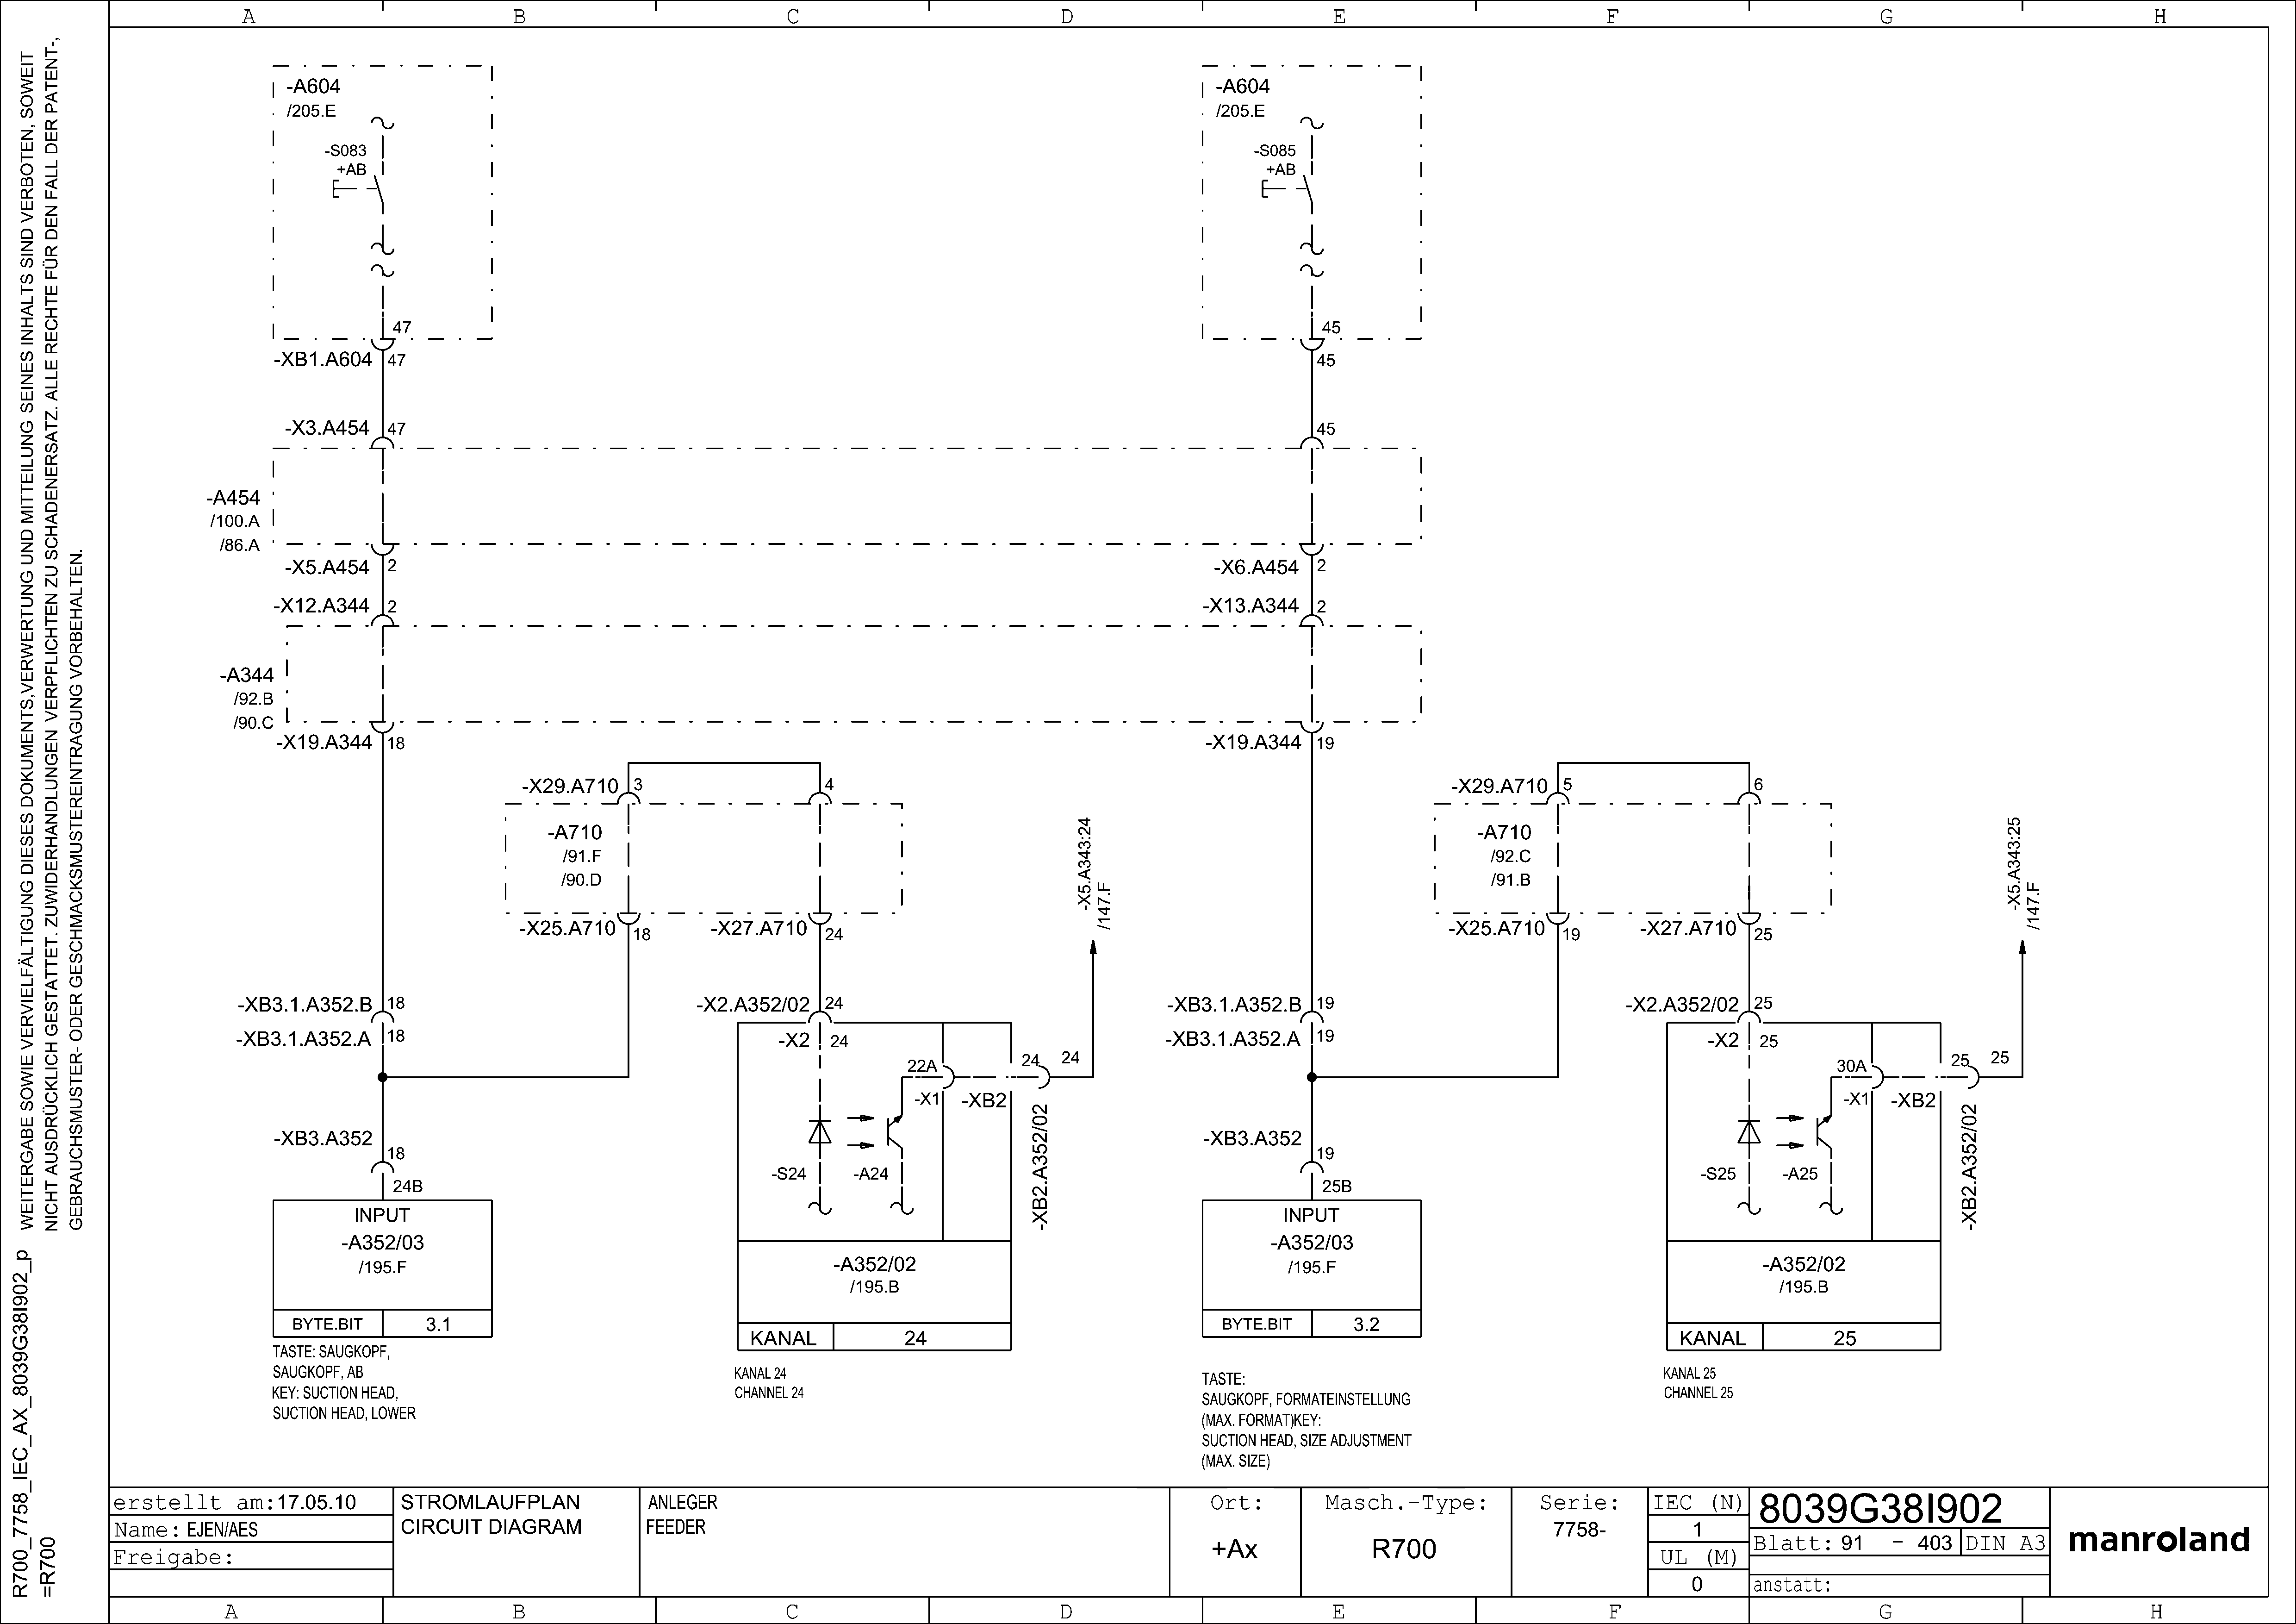 A B C D E F G H
WEITERGABE SOWIE VERVIELFÄLTIGUNG DIESES DOKUMENTS,VERWERTUNG UND MITTEILUNG SEINES INHALTS SIND VERBOTEN, SOWEIT
NICHT AUSDRÜCKLICH GESTATTET. ZUWIDERHANDLUNGEN VERPFLICHTEN ZU SCHADENERSATZ. ALLE RECHTE FÜR DEN FALL DER PATENT-,
GEBRAUCHSMUSTER- ODER GESCHMACKSMUSTEREINTRAGUNG VORBEHALTEN.
R700_7758_IEC_AX_8039G38I902_p
=R700
-A604
/205.E
-S083
+AB
47
-XB1.A604 47
-X3.A454 47
-A604
/205.E
-S085
+AB
45
45
45
-A454
/100.A
/86.A
-X5.A454 2
-X6.A454 2
-X12.A344 2
-X13.A344 2
-A344
/92.B
/90.C
-X19.A344 18
-X19.A344 19
-X29.A710 3 4
-A710
/91.F
/90.D
-X25.A710 18
-X27.A710 24
-X5.A343:24
/147.F
-X29.A710 5 6
-A710
/92.C
/91.B
-X25.A710 19
-X27.A710 25
-X5.A343:25
/147.F
-XB3.1.A352.B 18
-XB3.1.A352.A 18
-XB3.A352
18
24B
INPUT
-A352/03
/195.F
BYTE.BIT 3.1
TASTE: SAUGKOPF,
SAUGKOPF, AB
KEY: SUCTION HEAD,
SUCTION HEAD, LOWER
-X2.A352/02 24
-X2 24
22A
24 24
-X1 -XB2
-XB2.A352/02
-S24 -A24
-A352/02
/195.B
KANAL 24
KANAL 24
CHANNEL 24
-XB3.1.A352.B 19
-XB3.1.A352.A 19
-XB3.A352
19
25B
INPUT
-A352/03
/195.F
BYTE.BIT 3.2
TASTE:
SAUGKOPF, FORMATEINSTELLUNG
(MAX. FORMAT)KEY:
SUCTION HEAD, SIZE ADJUSTMENT
(MAX. SIZE)
-X2.A352/02 25
-X2 25
30A
25 25
-X1 -XB2
-XB2.A352/02
-S25 -A25
-A352/02
/195.B
KANAL 25
KANAL 25
CHANNEL 25
erstellt am:17.05.10
Name: EJEN/AES
Freigabe:
STROMLAUFPLAN
CIRCUIT DIAGRAM
ANLEGER
FEEDER
Ort:
+Ax
Masch.-Type:
R700
Serie:
7758-
IEC (N)
1
UL (M)
0
8039G38I902
Blatt: 91 - 403 DIN A3
anstatt:
manroland
A B C D E F G H